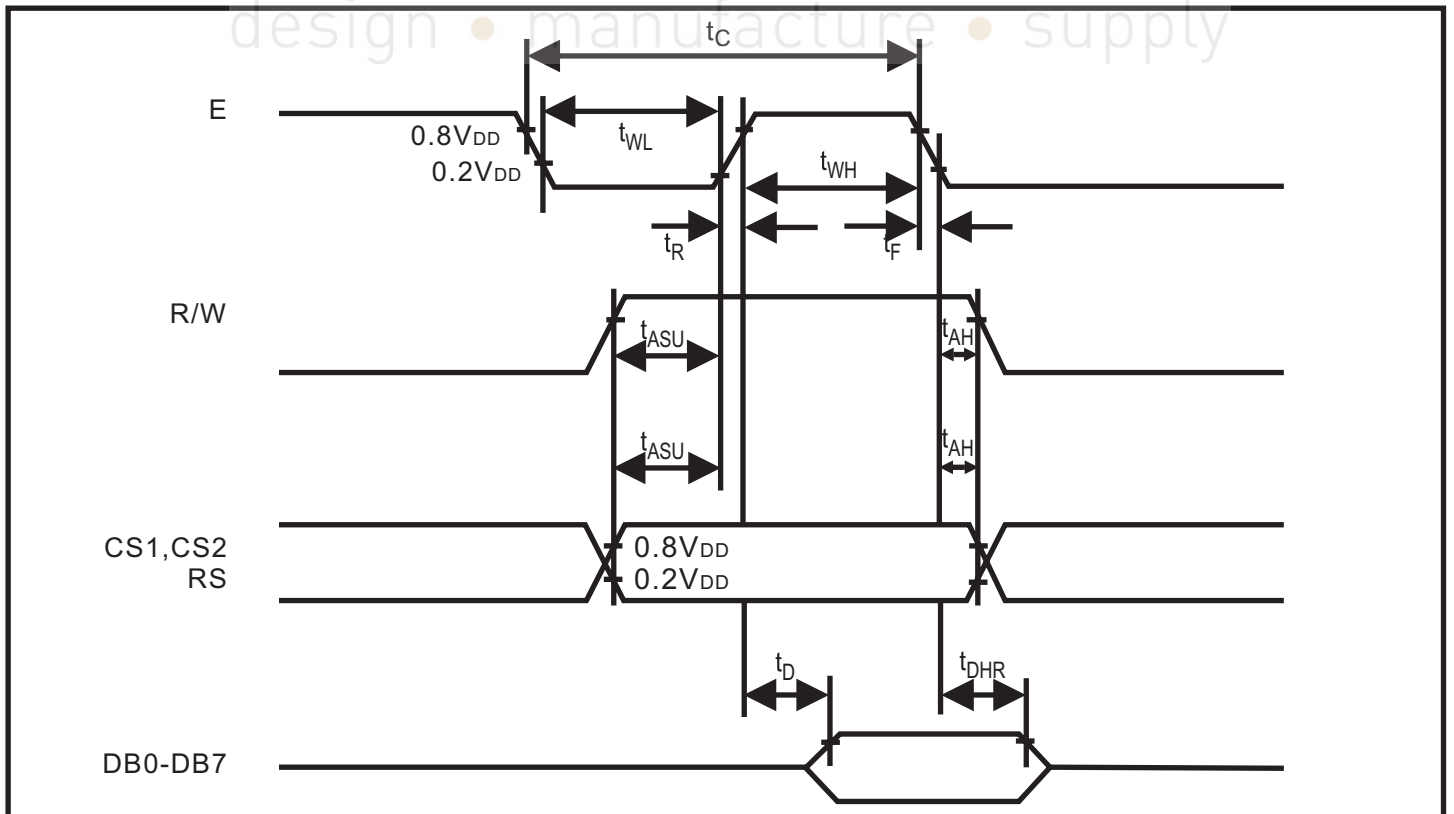 design • manufacture • supply
tC
E
0.8VDD
tWL
0.2VDD
tWH
tR
tF
R/W
tASU
tAH
tASU
tAH
CS1,CS2
RS
0.8VDD
0.2VDD
tD
tDHR
DB0-DB7